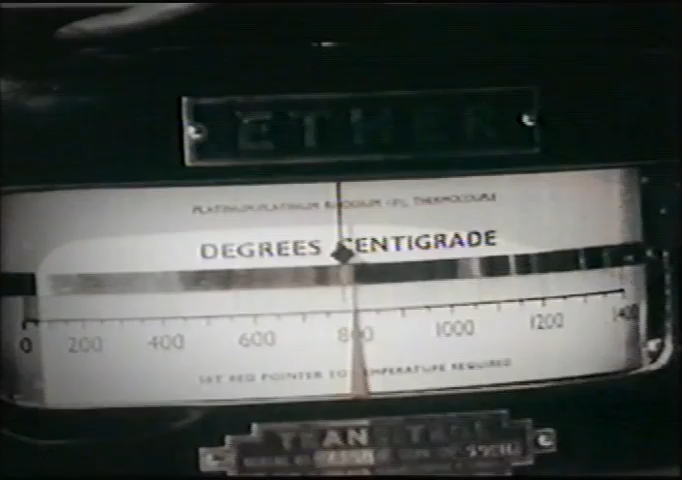 ETHER
PLATINUM/PLATINUM RHODIUM THERMOCOUPLE
DEGREES CENTIGRADE
0 200 400 600 800 1000 1200 1400
SET RED POINTER TO TEMPERATURE REQUIRED